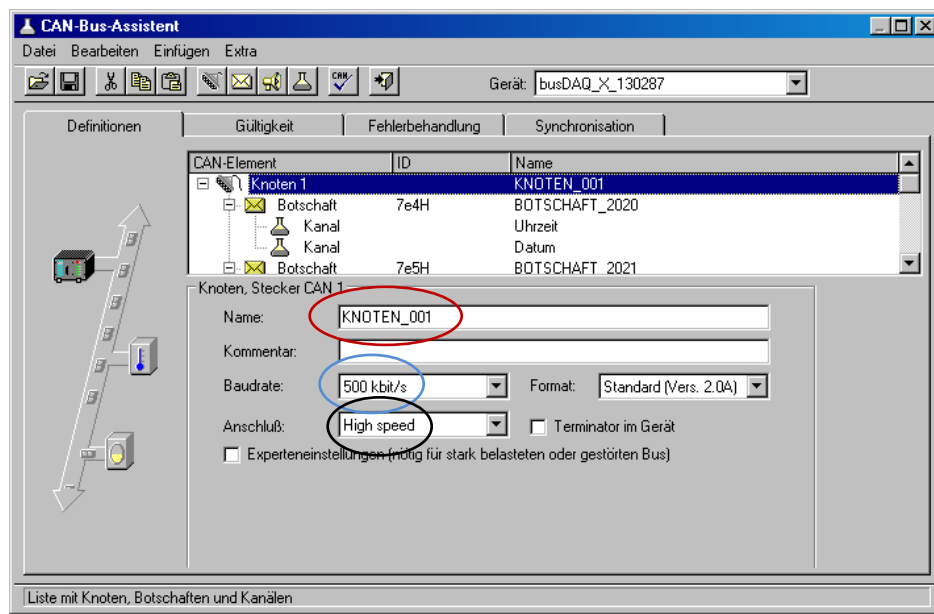 CAN-Bus-Assistent
Datei Bearbeiten Einfügen Extra
CAN Gerät: busDAQ_X_130287
Definitionen Gültigkeit Fehlerbehandlung Synchronisation
CAN-Element ID Name
Knoten 1 KNOTEN_001
Botschaft 7e4H BOTSCHAFT_2020
Kanal Uhrzeit
Kanal Datum
Botschaft 7e5H BOTSCHAFT_2021
Knoten, Stecker CAN 1
Name: KNOTEN_001
Kommentar:
Baudrate: 500 kbit/s Format: Standard (Vers. 2.0A)
Anschluß: High speed Terminator im Gerät
Experteneinstellungen (nötig für stark belasteten oder gestörten Bus)
Liste mit Knoten, Botschaften und Kanälen